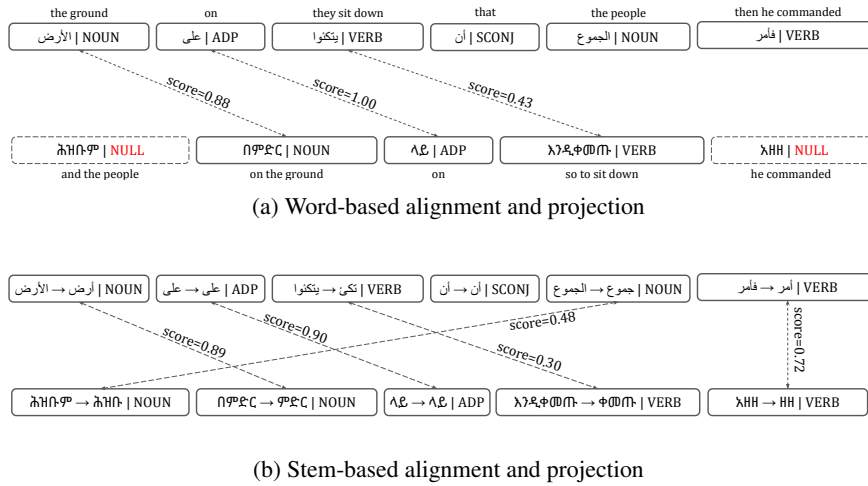 the ground on they sit down that the people then he commanded
الأرض | NOUN على | ADP يتكئوا | VERB أن | SCONJ الجموع | NOUN فأمر | VERB
score=0.88 score=1.00 score=0.43
ሕዝቡም | NULL በምድር | NOUN ላይ | ADP እንዲቀመጡ | VERB አዘዘ | NULL
and the people on the ground on so to sit down he commanded
(a) Word-based alignment and projection
الأرض → أرض | NOUN على → على | ADP يتكئوا → تكئ | VERB أن → أن | SCONJ الجموع → جموع | NOUN فأمر → أمر | VERB
score=0.89 score=0.90 score=0.48 score=0.30 score=0.72
ሕዝቡም → ሕዝቡ | NOUN በምድር → ምድር | NOUN ላይ → ላይ | ADP እንዲቀመጡ → ቀመጡ | VERB አዘዘ → ዘዘ | VERB
(b) Stem-based alignment and projection